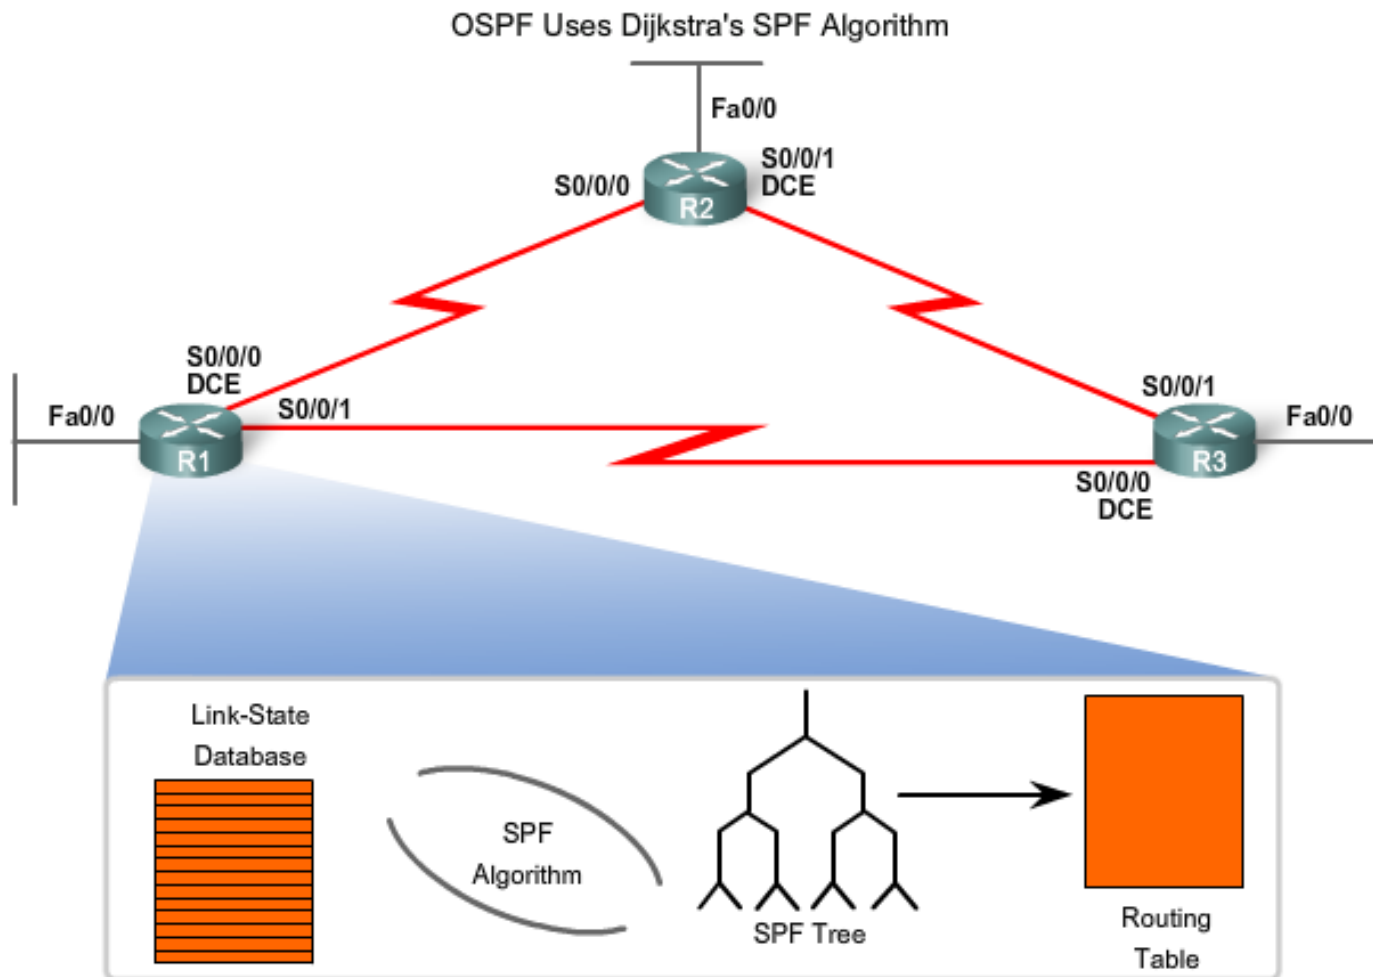 OSPF Uses Dijkstra's SPF Algorithm
Fa0/0
S0/0/1
DCE
S0/0/0
R2
S0/0/0
DCE
S0/0/1
Fa0/0
R1
S0/0/1
Fa0/0
R3
S0/0/0
DCE
Link-State
Database
SPF
Algorithm
SPF Tree
Routing
Table